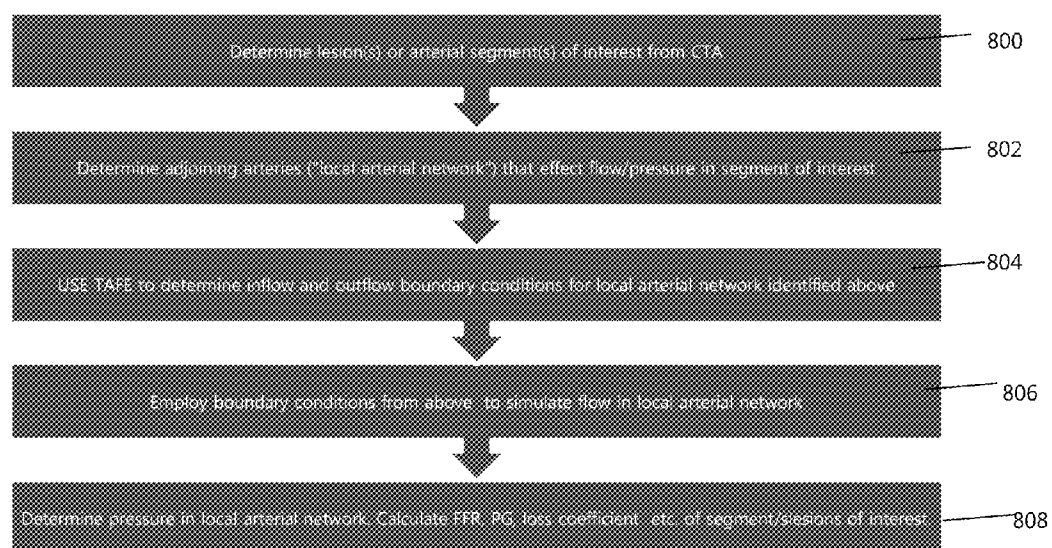 Determine lesion(s) or arterial segment(s) of interest from CTA
800
Determine adjoining arteries ("local arterial network") that effect flow/pressure in segment of interest
802
USE TAFE to determine inflow and outflow boundary conditions for local arterial network identified above
804
Employ boundary conditions from above to simulate flow in local arterial network
806
Determine pressure in local arterial network. Calculate FFR, PG, loss coefficient etc. of segment/slesions of interest
808